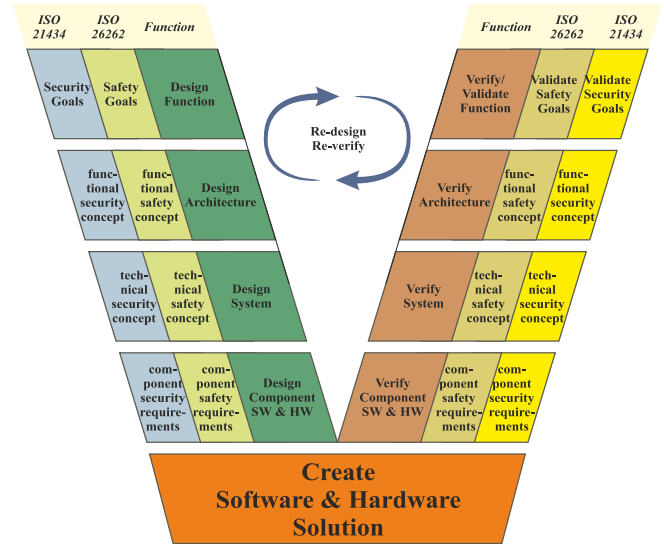 ISO
21434
ISO
26262
Function
Function
ISO
26262
ISO
21434
Security
Goals
Safety
Goals
Design
Function
Re-design
Re-verify
Verify/
Validate
Function
Validate
Safety
Goals
Validate
Security
Goals
func-
tional
security
concept
func-
tional
safety
concept
Design
Architecture
Verify
Architecture
func-
tional
safety
concept
func-
tional
security
concept
tech-
nical
security
concept
tech-
nical
safety
concept
Design
System
Verify
System
tech-
nical
safety
concept
tech-
nical
security
concept
com-
ponent
security
require-
ments
com-
ponent
safety
require-
ments
Design
Component
SW & HW
Verify
Component
SW & HW
com-
ponent
safety
require-
ments
com-
ponent
security
require-
ments
Create
Software & Hardware
Solution